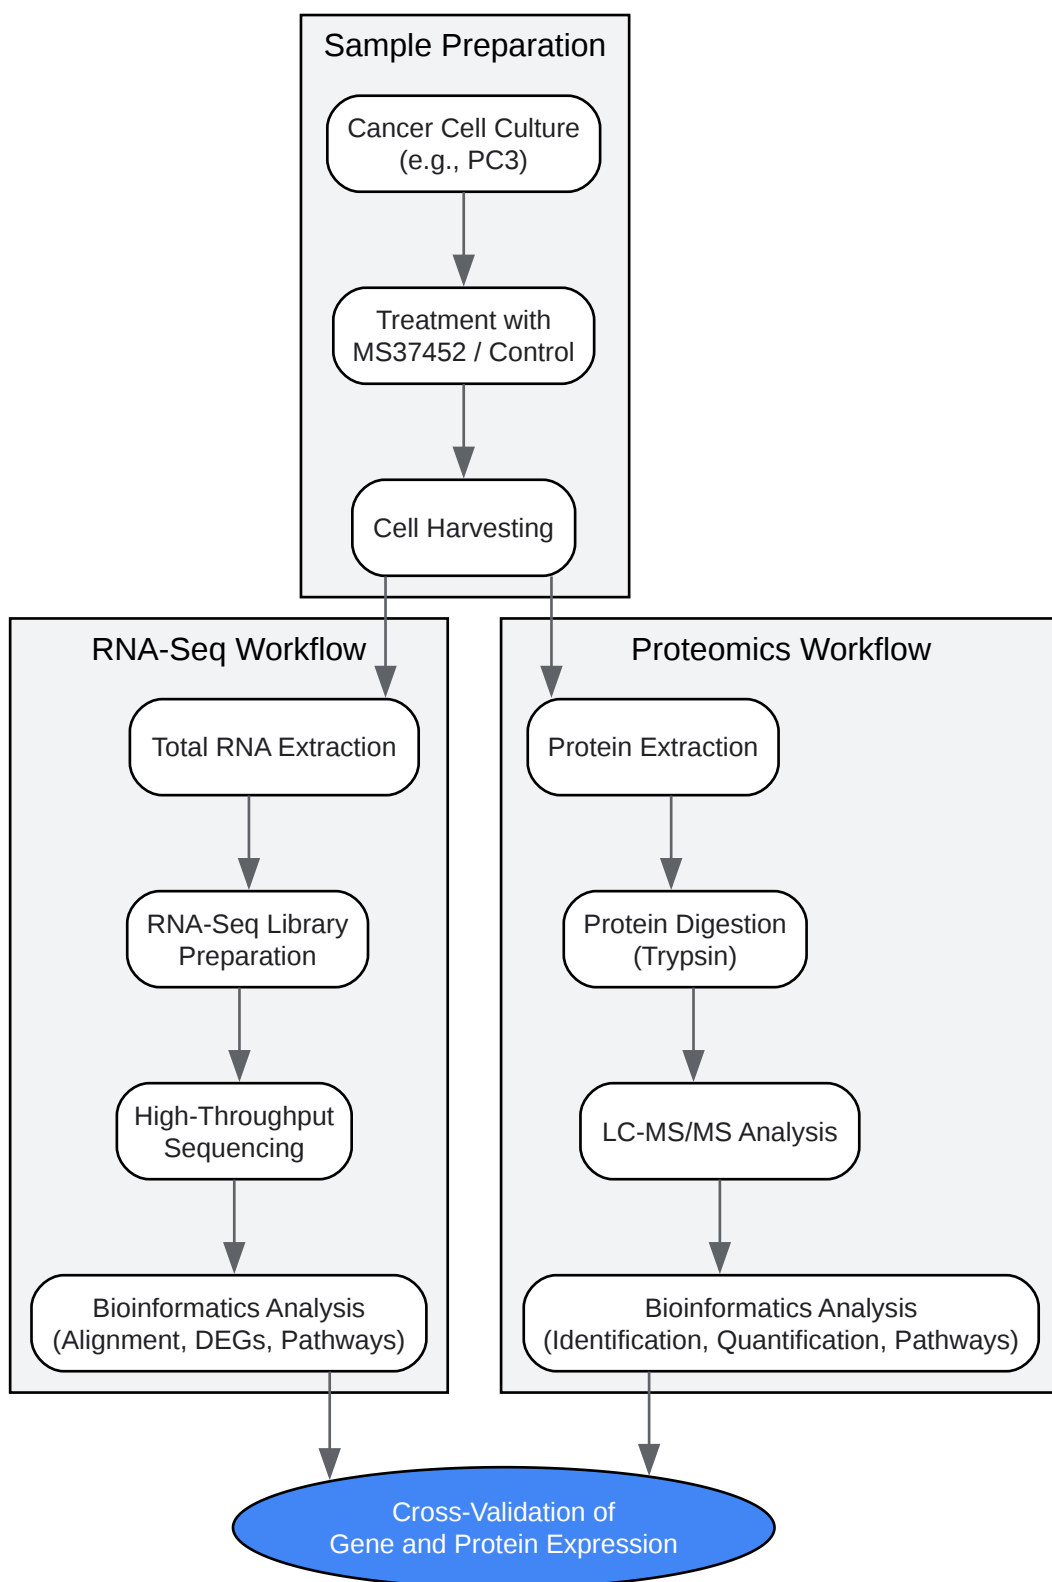 Sample Preparation
Cancer Cell Culture
(e.g., PC3)
Treatment with
MS37452 / Control
Cell Harvesting
RNA-Seq Workflow
Total RNA Extraction
RNA-Seq Library
Preparation
High-Throughput
Sequencing
Bioinformatics Analysis
(Alignment, DEGs, Pathways)
Proteomics Workflow
Protein Extraction
Protein Digestion
(Trypsin)
LC-MS/MS Analysis
Bioinformatics Analysis
(Identification, Quantification, Pathways)
Cross-Validation of
Gene and Protein Expression